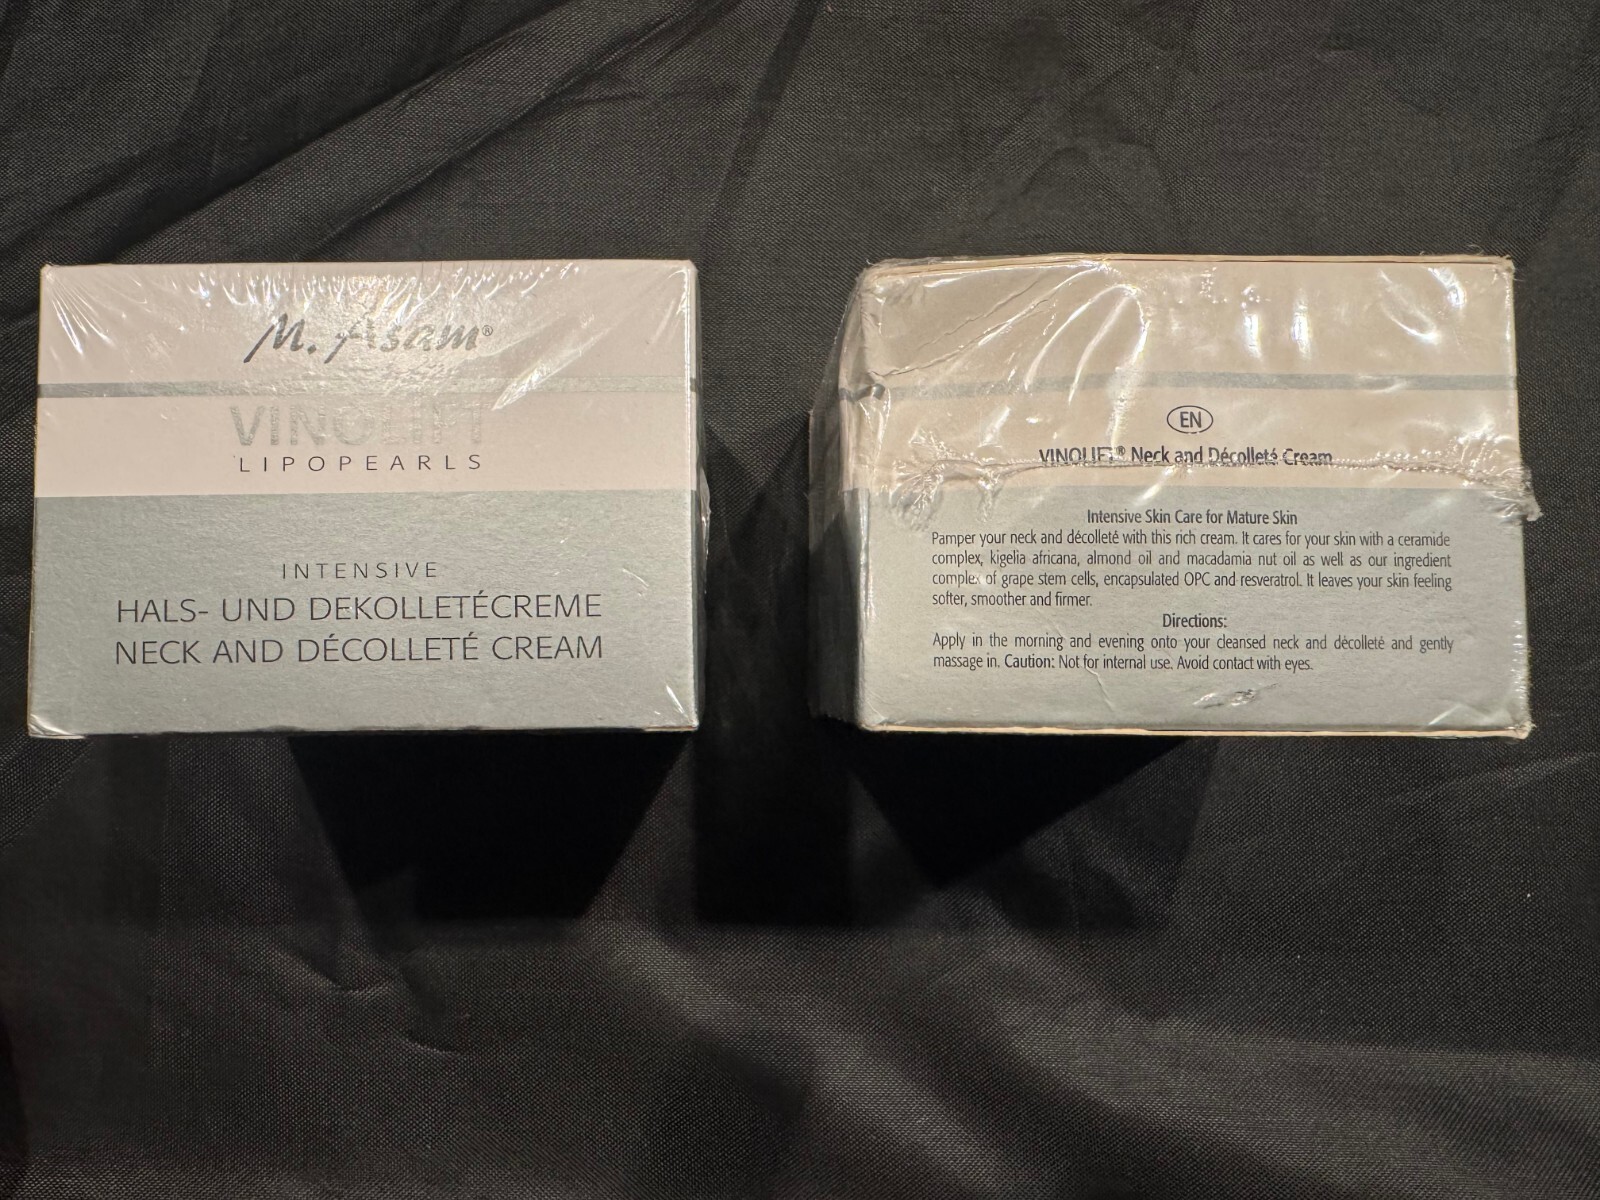 M. Asam®
VINOLIFT
LIPOPEARLS
INTENSIVE
HALS- UND DEKOLLETÉCREME
NECK AND DÉCOLLETÉ CREAM
EN
VINOLIFT® Neck and Décolleté Cream
Intensive Skin Care for Mature Skin
Pamper your neck and décolleté with this rich cream. It cares for your skin with a ceramide
complex, kigelia africana, almond oil and macadamia nut oil as well as our ingredient
complex of grape stem cells, encapsulated OPC and resveratrol. It leaves your skin feeling
softer, smoother and firmer.
Directions:
Apply in the morning and evening onto your cleansed neck and décolleté and gently
massage in. Caution: Not for internal use. Avoid contact with eyes.